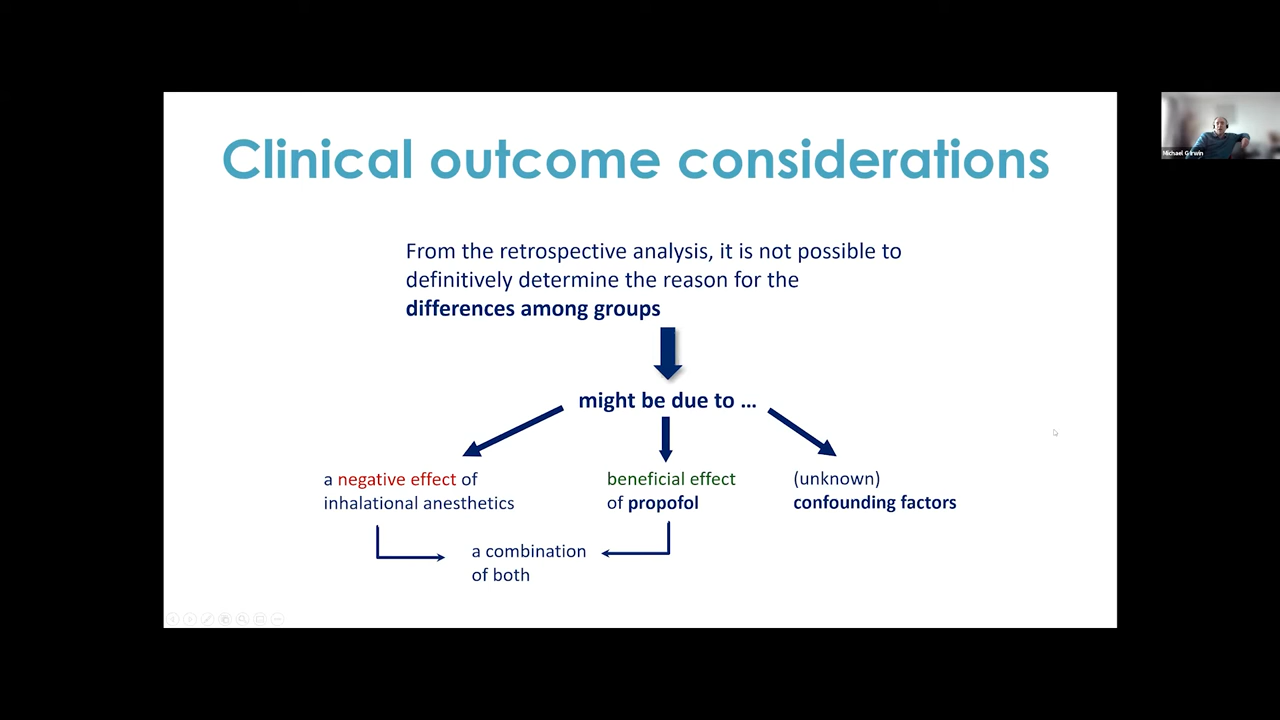 Clinical outcome considerations
From the retrospective analysis, it is not possible to
definitively determine the reason for the
differences among groups
might be due to ...
a negative effect of
inhalational anesthetics
beneficial effect
of propofol
(unknown)
confounding factors
a combination
of both
Michael G Irwin